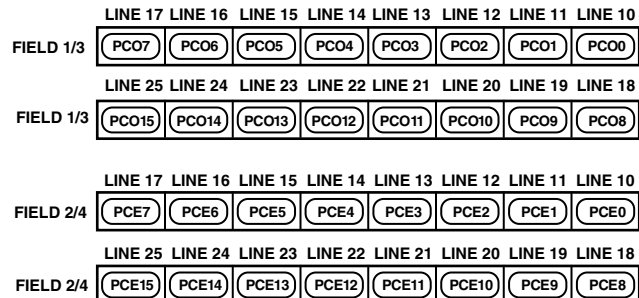 LINE 17 LINE 16 LINE 15 LINE 14 LINE 13 LINE 12 LINE 11 LINE 10
FIELD 1/3 PCO7 PCO6 PCO5 PCO4 PCO3 PCO2 PCO1 PCO0
LINE 25 LINE 24 LINE 23 LINE 22 LINE 21 LINE 20 LINE 19 LINE 18
FIELD 1/3 PCO15 PCO14 PCO13 PCO12 PCO11 PCO10 PCO9 PCO8
LINE 17 LINE 16 LINE 15 LINE 14 LINE 13 LINE 12 LINE 11 LINE 10
FIELD 2/4 PCE7 PCE6 PCE5 PCE4 PCE3 PCE2 PCE1 PCE0
LINE 25 LINE 24 LINE 23 LINE 22 LINE 21 LINE 20 LINE 19 LINE 18
FIELD 2/4 PCE15 PCE14 PCE13 PCE12 PCE11 PCE10 PCE9 PCE8